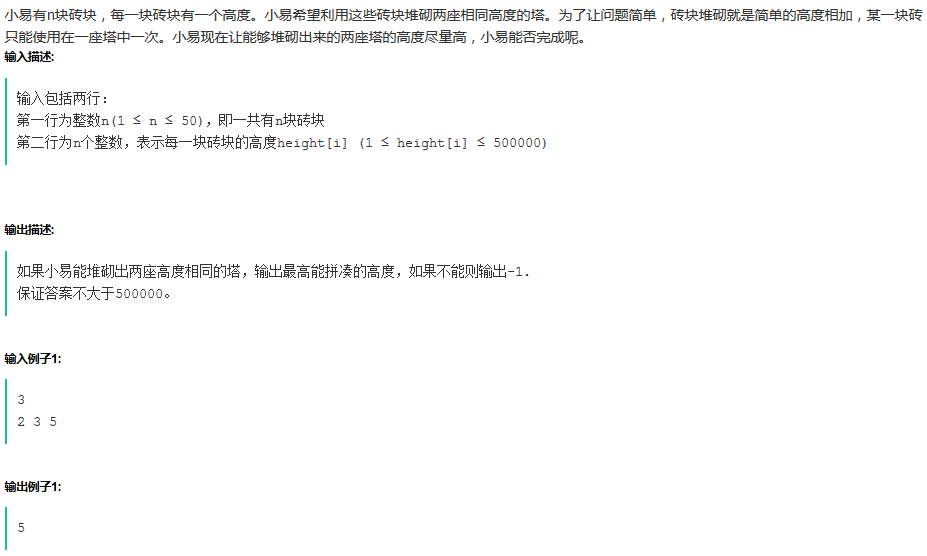 小易有n块砖块，每一块砖块有一个高度。小易希望利用这些砖块堆砌两座相同高度的塔。为了让问题简单，砖块堆砌就是简单的高度相加，某一块砖
只能使用在一座塔中一次。小易现在让能够堆砌出来的两座塔的高度尽量高，小易能否完成呢。
输入描述:
输入包括两行：
第一行为整数n(1 ≤ n ≤ 50)，即一共有n块砖块
第二行为n个整数，表示每一块砖块的高度height[i] (1 ≤ height[i] ≤ 500000)
输出描述:
如果小易能堆砌出两座高度相同的塔，输出最高能拼凑的高度，如果不能则输出-1.
保证答案不大于500000。
输入例子1:
3
2 3 5
输出例子1:
5